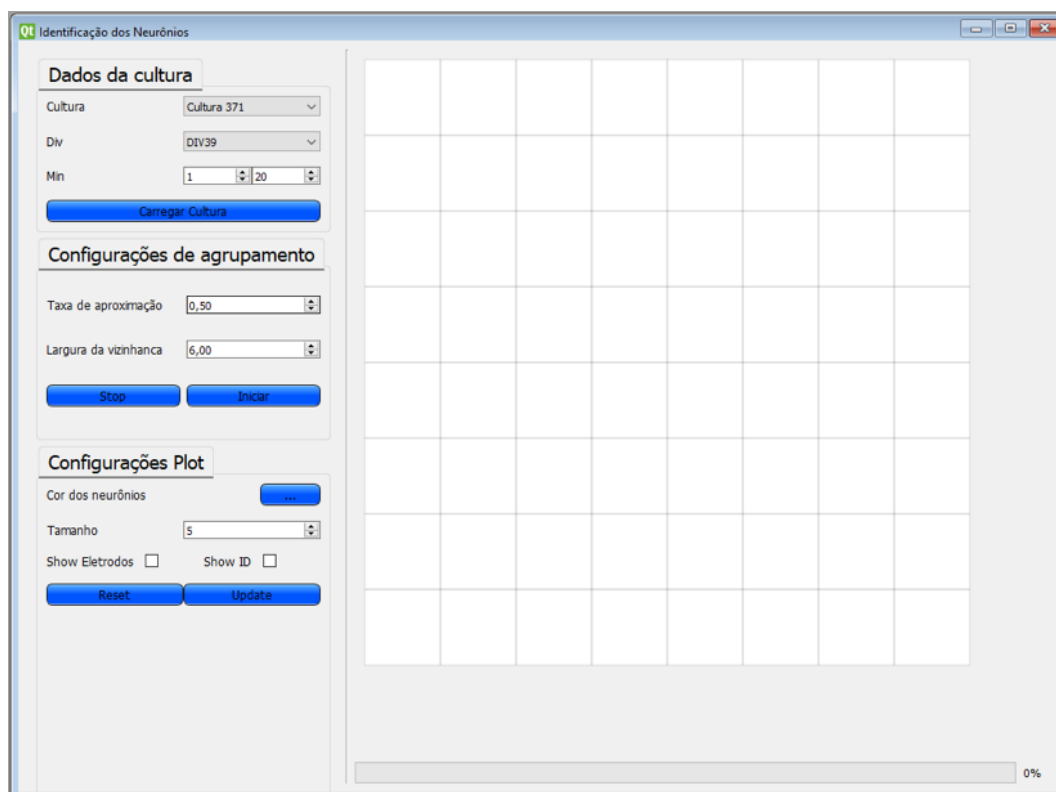 Qt Identificação dos Neurônios
Dados da cultura
Cultura Cultura 371
Div DIV39
Min 1 20
Carregar Cultura
Configurações de agrupamento
Taxa de aproximação 0,50
Largura da vizinhanca 6,00
Stop Iniciar
Configurações Plot
Cor dos neurônios ...
Tamanho 5
Show Eletrodos Show ID
Reset Update
0%